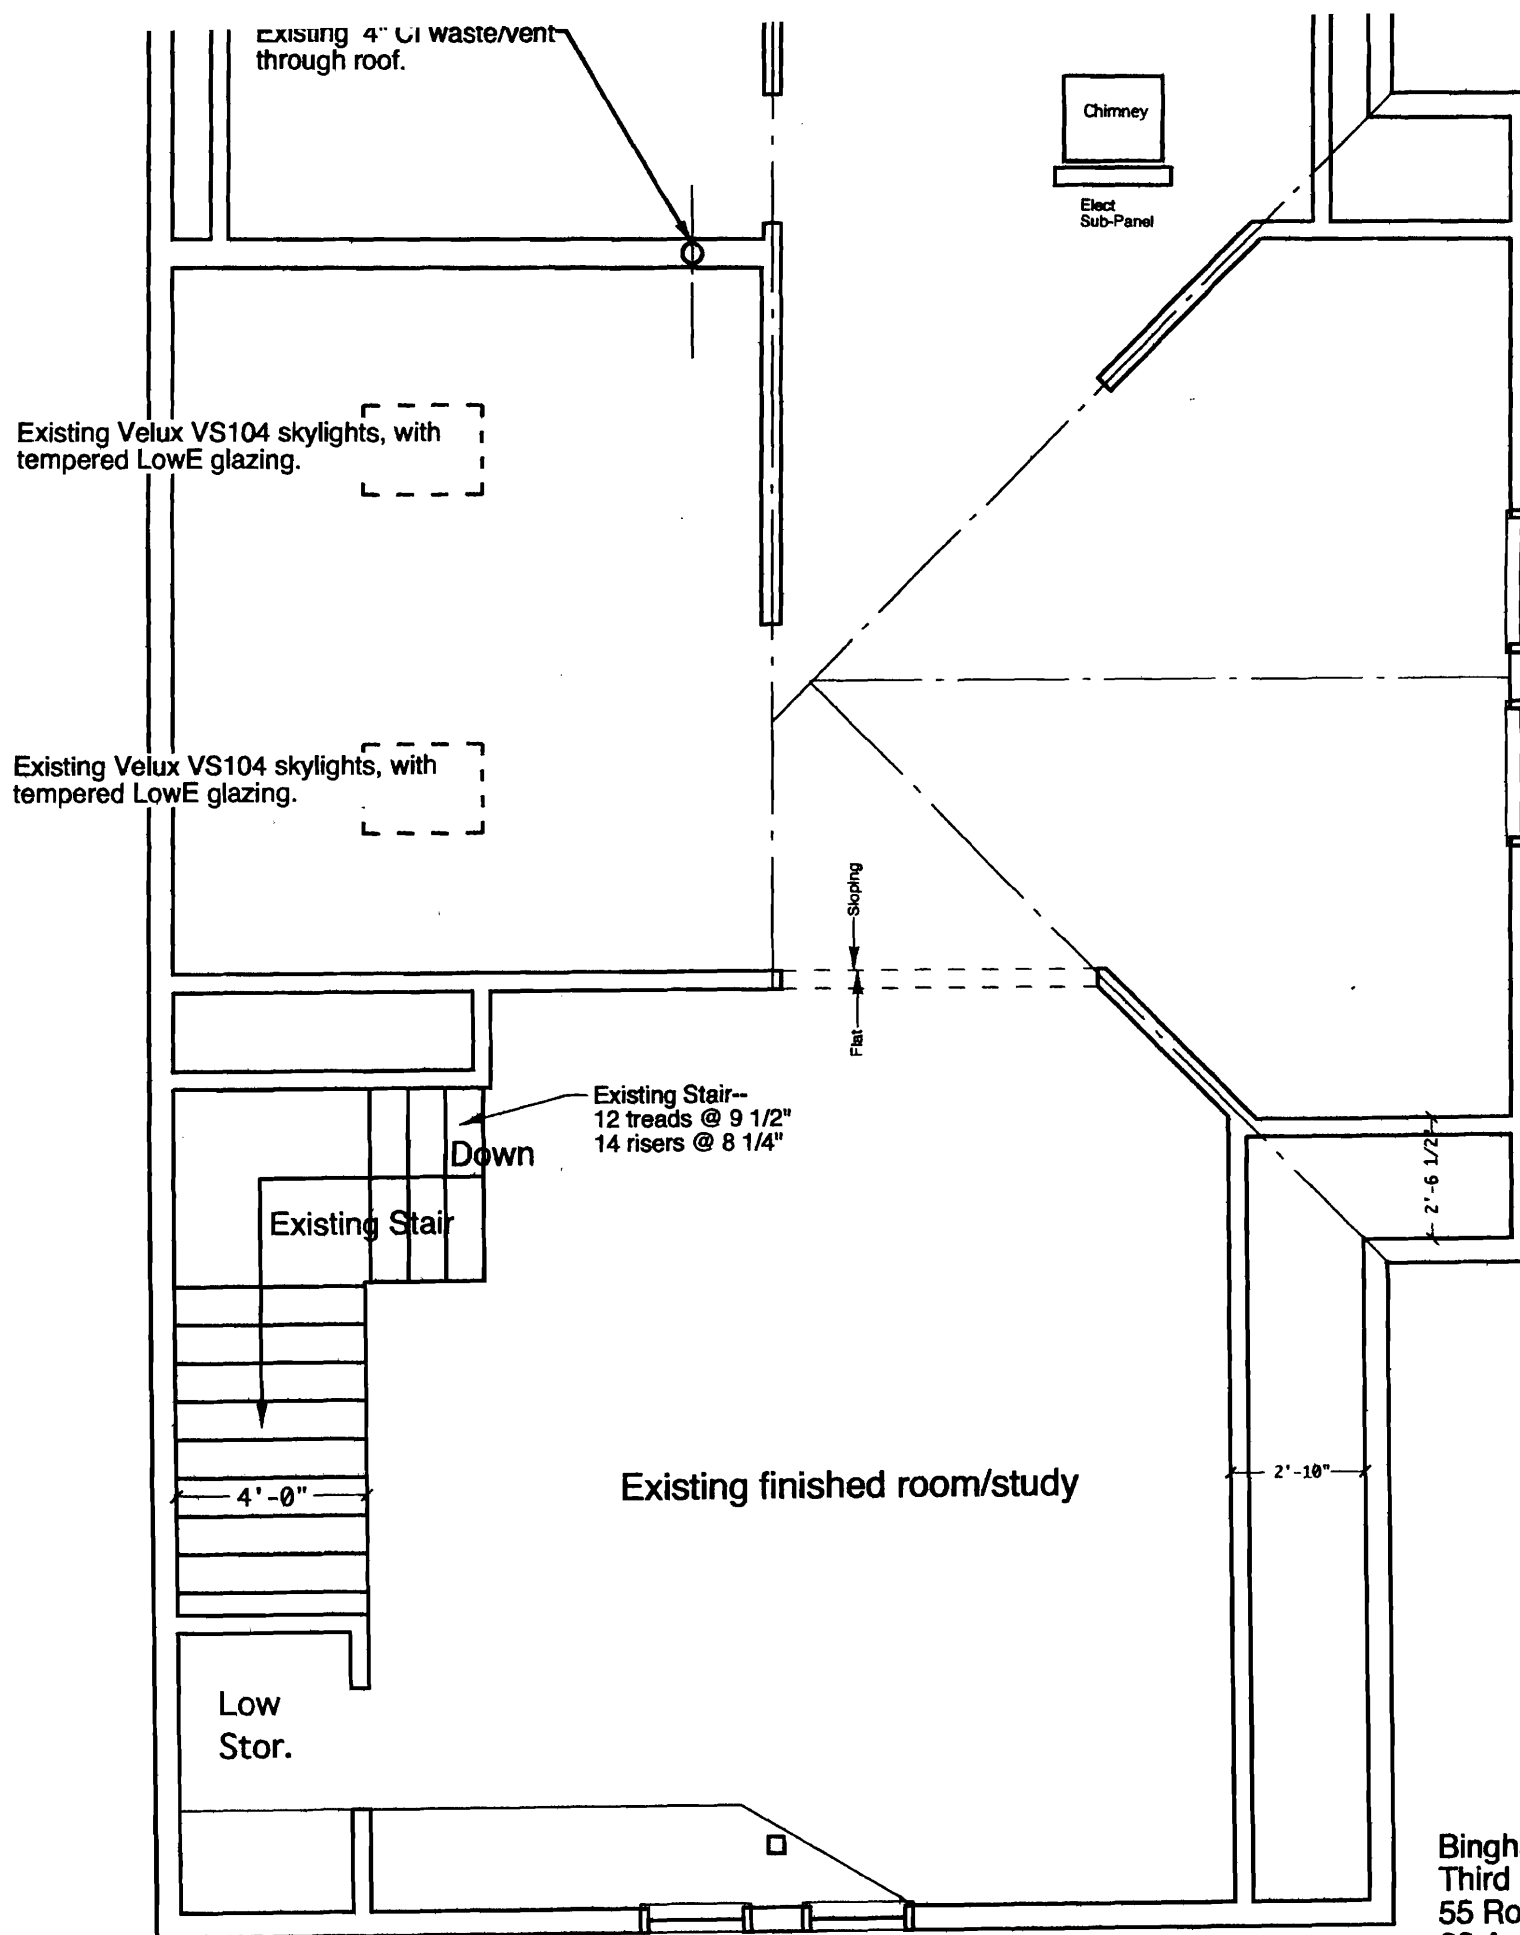 Existing 4" CI waste/vent
through roof.
Chimney
Elect
Sub-Panel
Existing Velux VS104 skylights, with
tempered LowE glazing.
Existing Velux VS104 skylights, with
tempered LowE glazing.
Sloping
Flat
Existing Stair--
12 treads @ 9 1/2"
14 risers @ 8 1/4"
Down
2'-6 1/2"
Existing Stair
2'-10"
4'-0"
Existing finished room/study
Low
Stor.
Bingh
Third
55 Ro